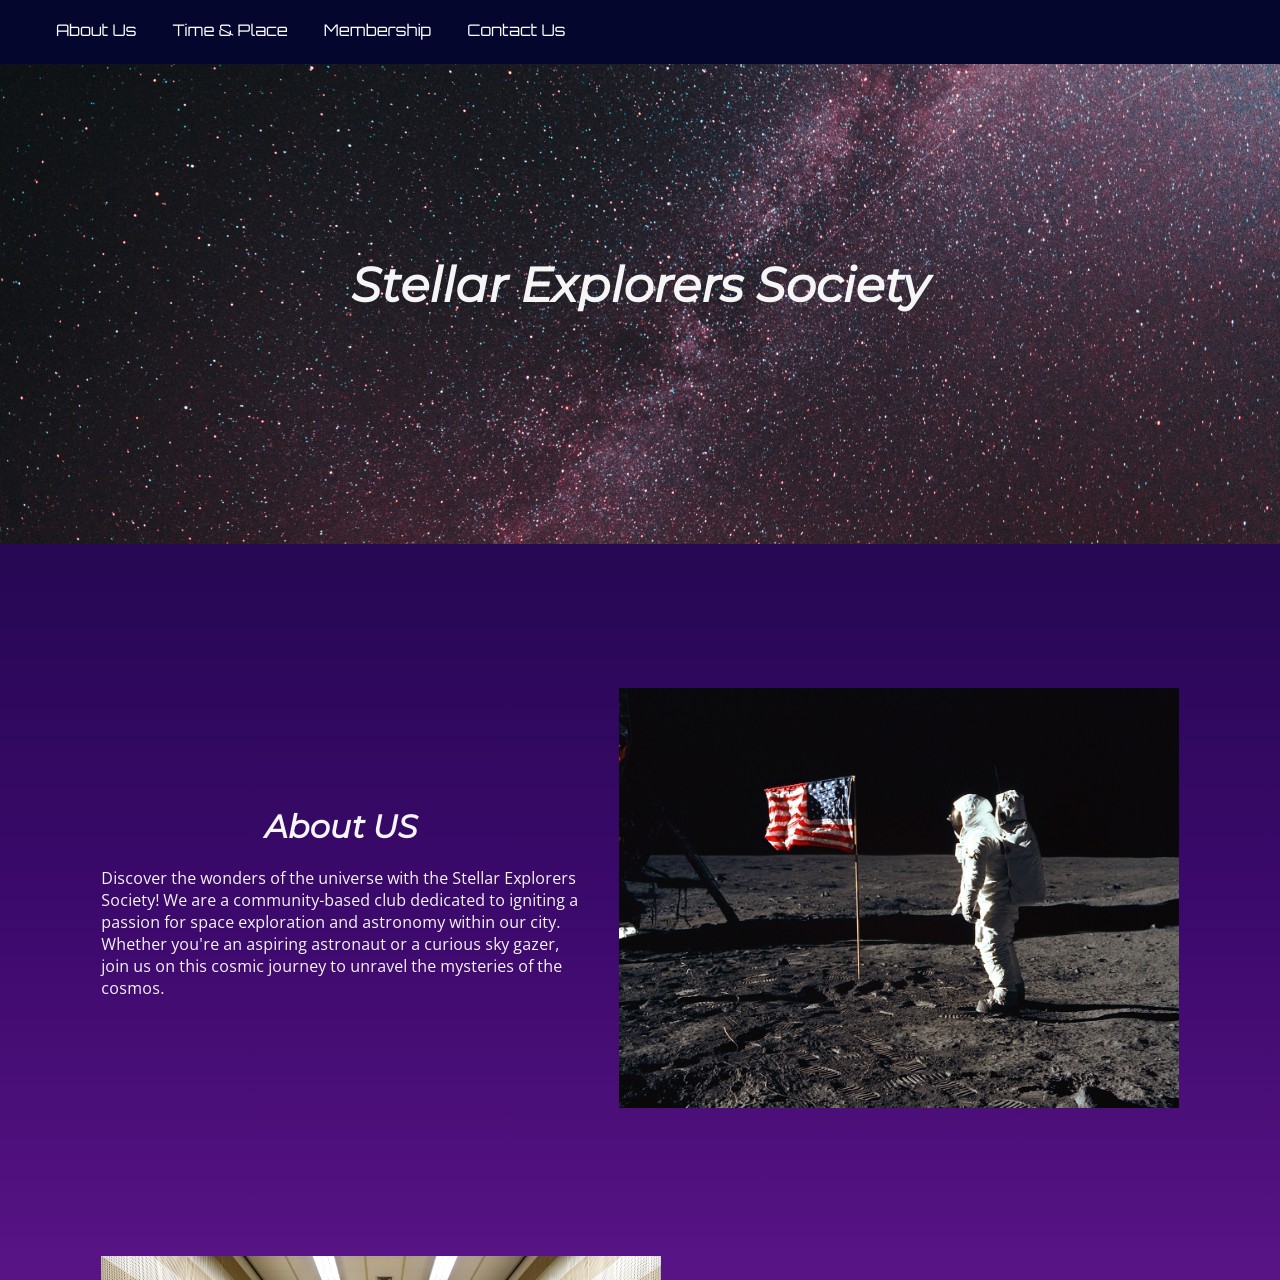 About Us Time & Place Membership Contact Us
Stellar Explorers Society
About US
Discover the wonders of the universe with the Stellar Explorers
Society! We are a community-based club dedicated to igniting a
passion for space exploration and astronomy within our city.
Whether you're an aspiring astronaut or a curious sky gazer,
join us on this cosmic journey to unravel the mysteries of the
cosmos.